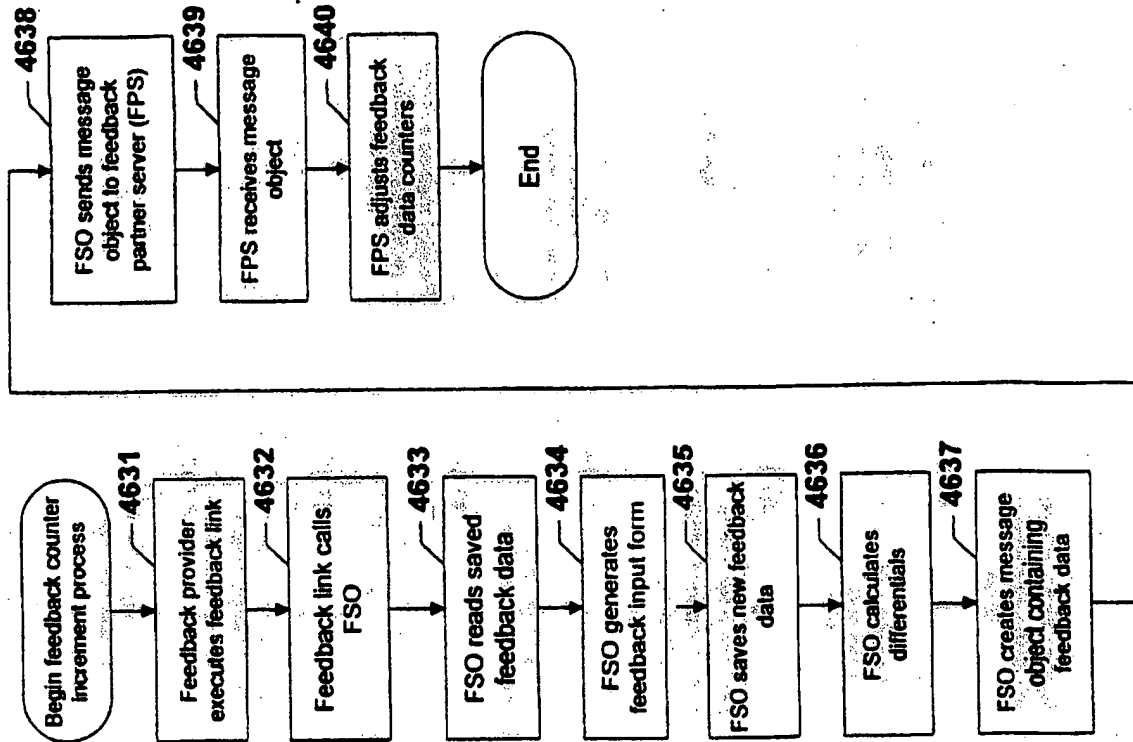 Begin feedback counter
increment process
4631
Feedback provider
executes feedback link
4632
Feedback link calls
FSO
4633
FSO reads saved
feedback data
4634
FSO generates
feedback input form
4635
FSO saves new feedback
data
4636
FSO calculates
differentials
4637
FSO creates message
object containing
feedback data
4638
FSO sends message
object to feedback
partner server (FPS)
4639
FPS receives message
object
4640
FPS adjusts feedback
data counters
End